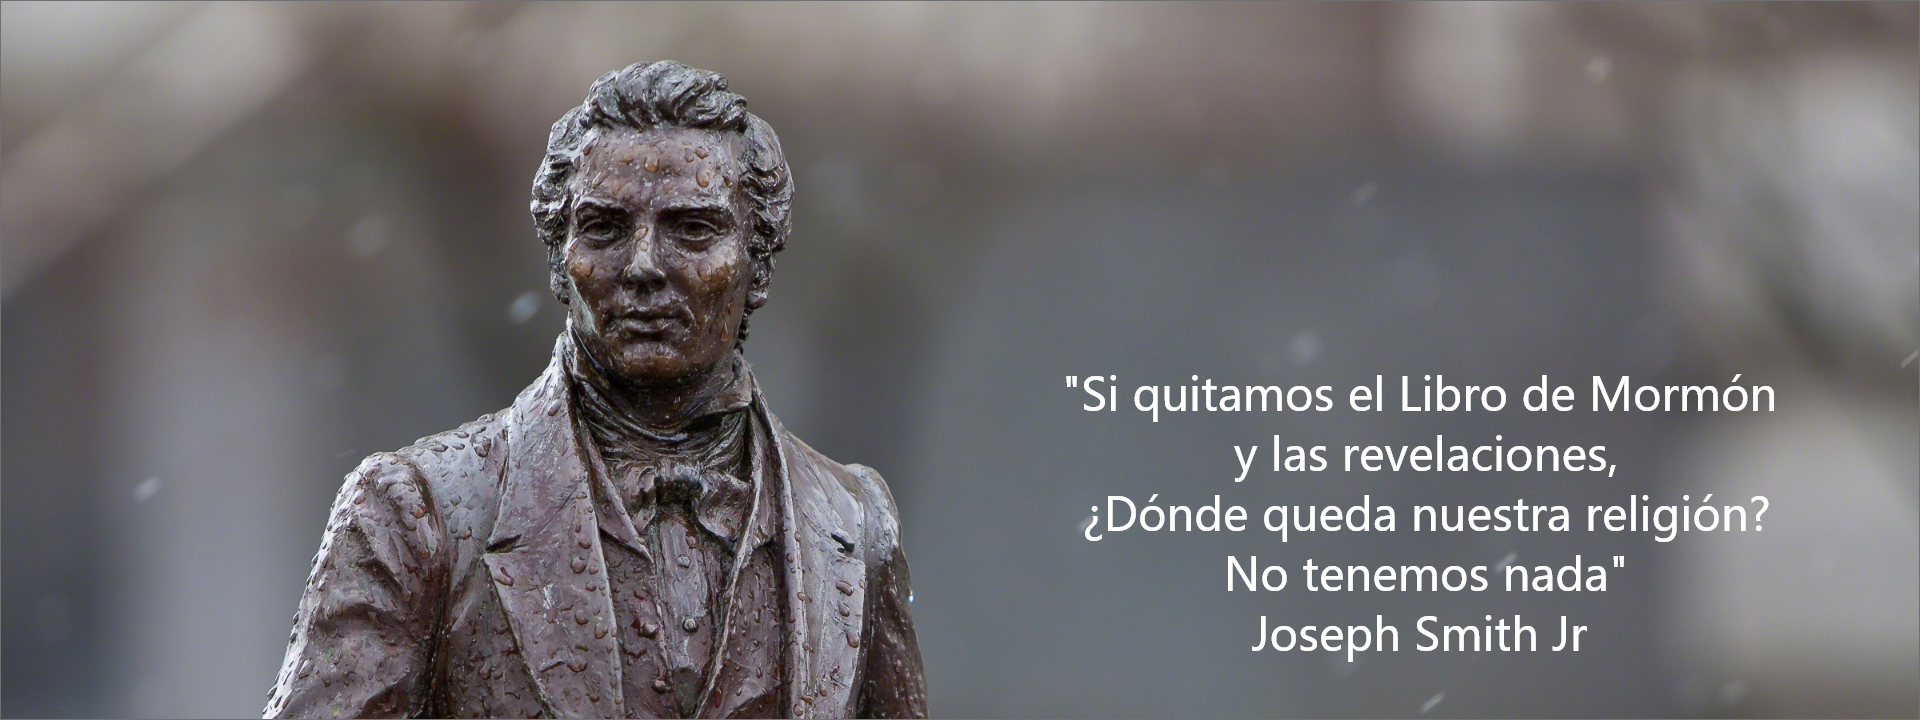 "Si quitamos el Libro de Mormón
y las revelaciones,
¿Dónde queda nuestra religión?
No tenemos nada"
Joseph Smith Jr